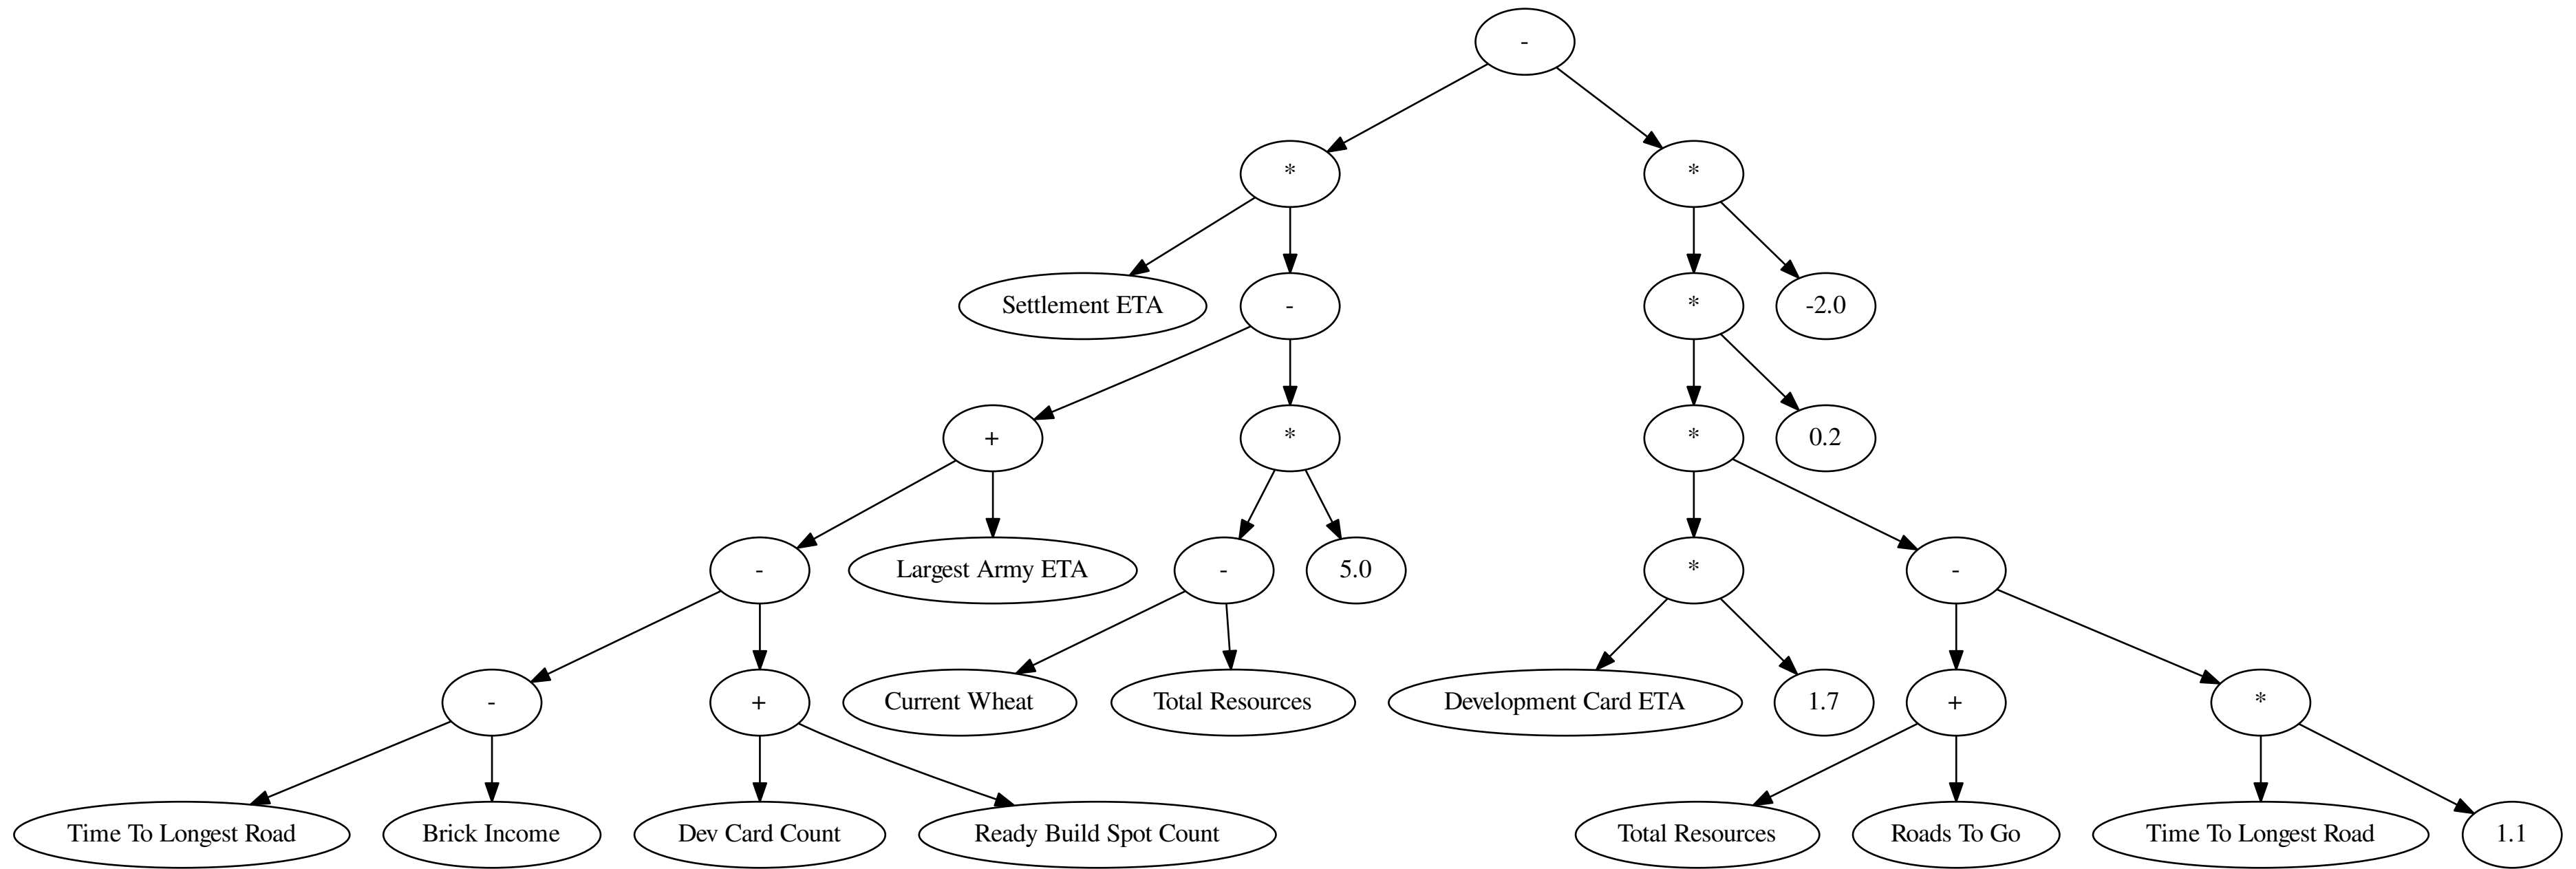 -
*
*
Settlement ETA
-
*
-2.0
+
*
*
0.2
-
Largest Army ETA
-
5.0
*
-
-
+
Current Wheat
Total Resources
Development Card ETA
1.7
+
*
Time To Longest Road
Brick Income
Dev Card Count
Ready Build Spot Count
Total Resources
Roads To Go
Time To Longest Road
1.1